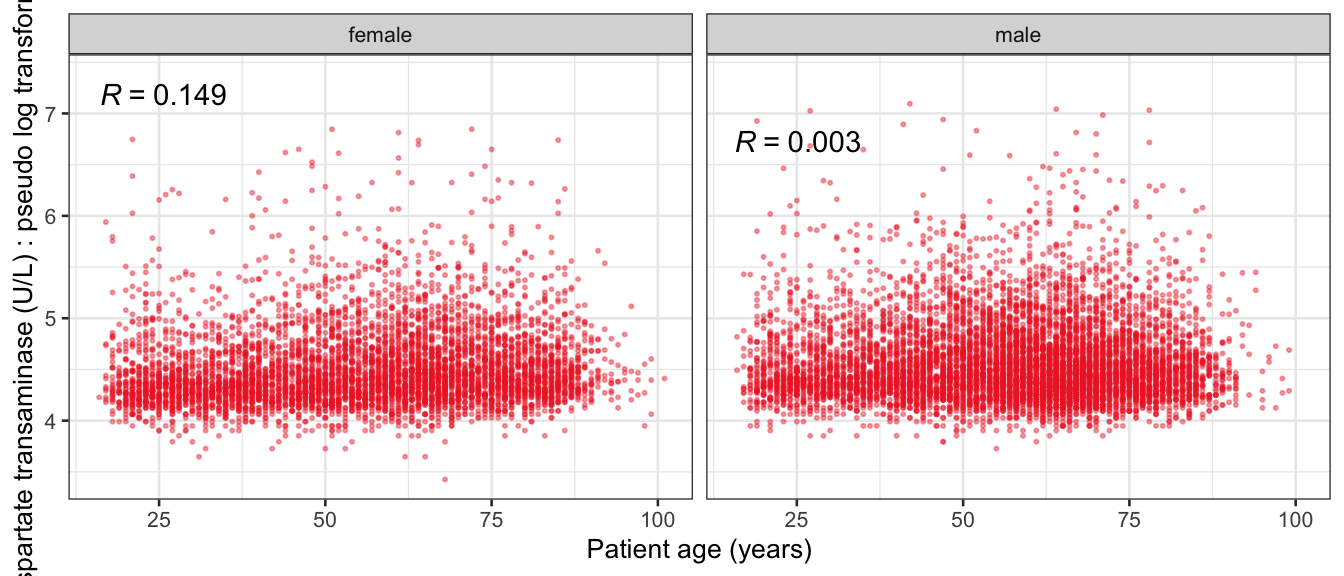 female
male
R = 0.149
R = 0.003
7
6
5
4
spartate transaminase (U/L) : pseudo log transfor
25
50
75
100
25
50
75
100
Patient age (years)